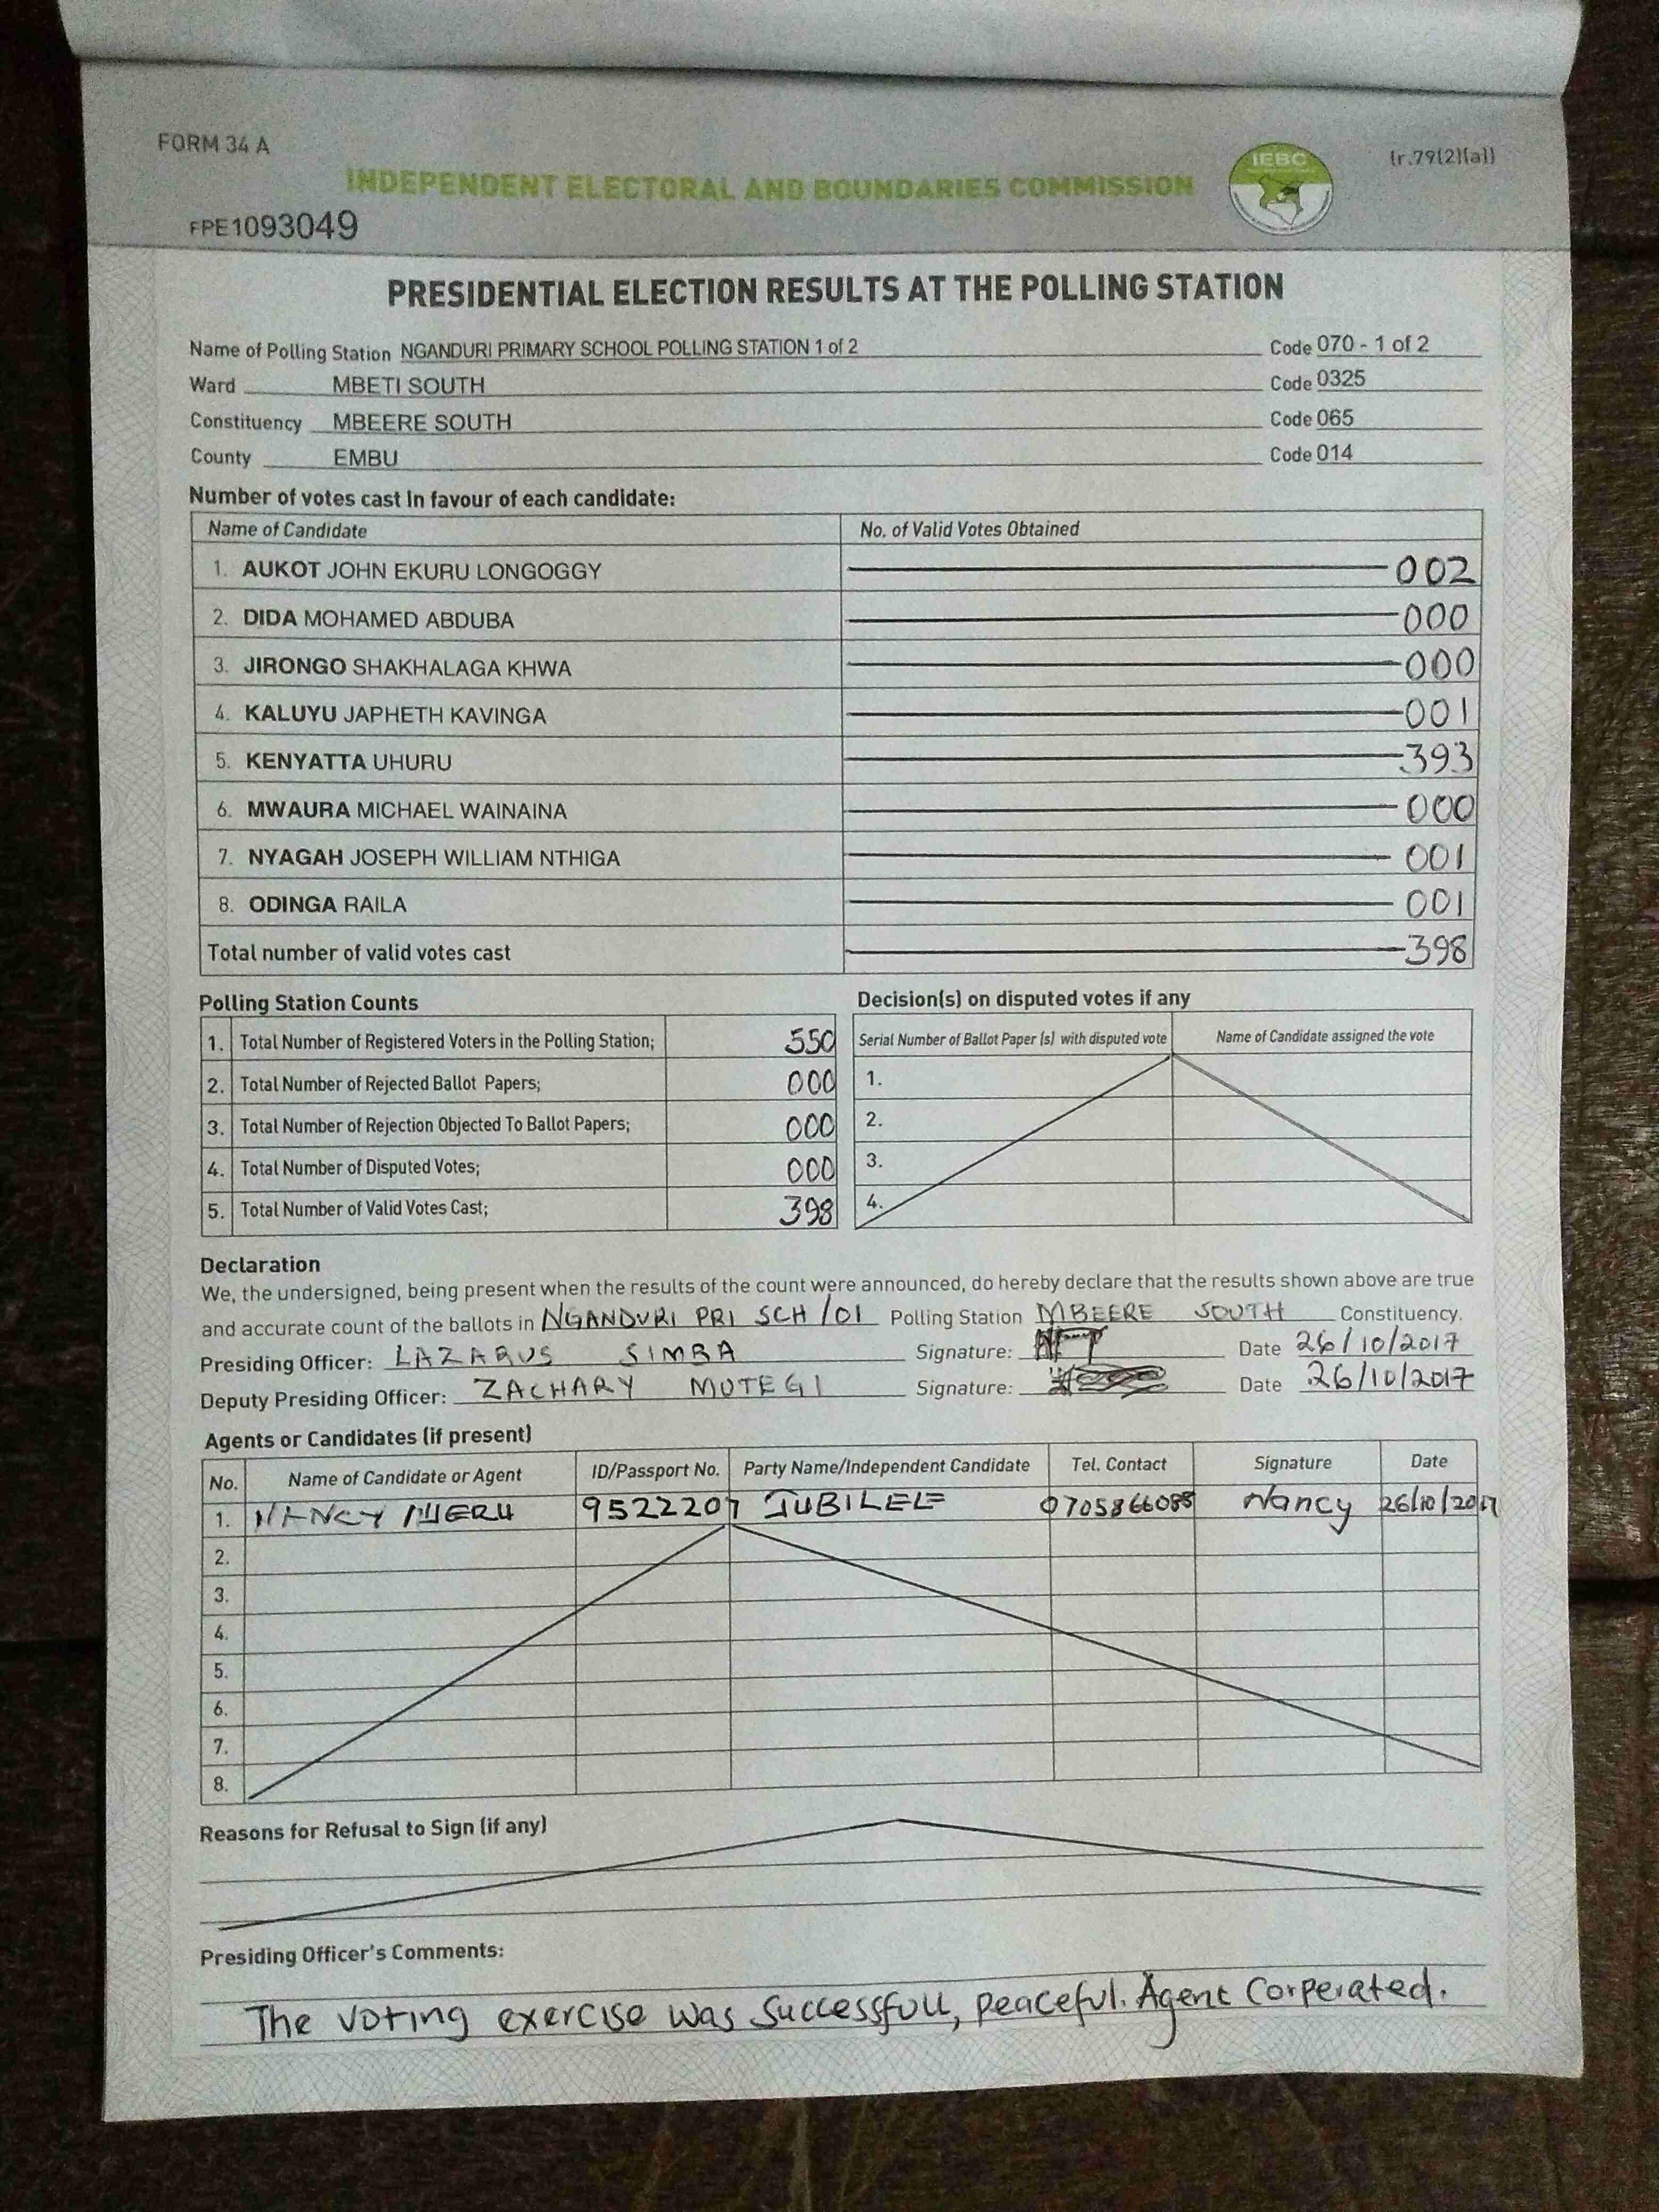 FORM 34 A
(r.79(2)(a))
IEBC
INDEPENDENT ELECTORAL AND BOUNDARIES COMMISSION
FPE1093049
PRESIDENTIAL ELECTION RESULTS AT THE POLLING STATION
Name of Polling Station NGANDURI PRIMARY SCHOOL POLLING STATION 1 of 2 Code 070 - 1 of 2
Ward MBETI SOUTH Code 0325
Constituency MBEERE SOUTH Code 065
County EMBU Code 014
Number of votes cast In favour of each candidate:
Name of Candidate No. of Valid Votes Obtained
1. AUKOT JOHN EKURU LONGOGGY 002
2. DIDA MOHAMED ABDUBA 000
3. JIRONGO SHAKHALAGA KHWA 000
4. KALUYU JAPHETH KAVINGA 001
5. KENYATTA UHURU 393
6. MWAURA MICHAEL WAINAINA 000
7. NYAGAH JOSEPH WILLIAM NTHIGA 001
8. ODINGA RAILA 001
Total number of valid votes cast 398
Polling Station Counts
1. Total Number of Registered Voters in the Polling Station; 550
2. Total Number of Rejected Ballot Papers; 000
3. Total Number of Rejection Objected To Ballot Papers; 000
4. Total Number of Disputed Votes; 000
5. Total Number of Valid Votes Cast; 398
Decision(s) on disputed votes if any
Serial Number of Ballot Paper (s) with disputed vote Name of Candidate assigned the vote
1.
2.
3.
4.
Declaration
We, the undersigned, being present when the results of the count were announced, do hereby declare that the results shown above are true
and accurate count of the ballots in NGANDURI PRI SCH /01 Polling Station MBEERE SOUTH Constituency.
Presiding Officer: LAZARUS SIMBA Signature: Date 26/10/2017
Deputy Presiding Officer: ZACHARY MUTEGI Signature: Date 26/10/2017
Agents or Candidates (if present)
No. Name of Candidate or Agent ID/Passport No. Party Name/Independent Candidate Tel. Contact Signature Date
1. NANCY 9522207 JUBILEE Nancy 26/10/2017
2.
3.
4.
5.
6.
7.
8.
Reasons for Refusal to Sign (if any)
Presiding Officer's Comments:
The voting exercise was successfull, peaceful. Agent Corperated.